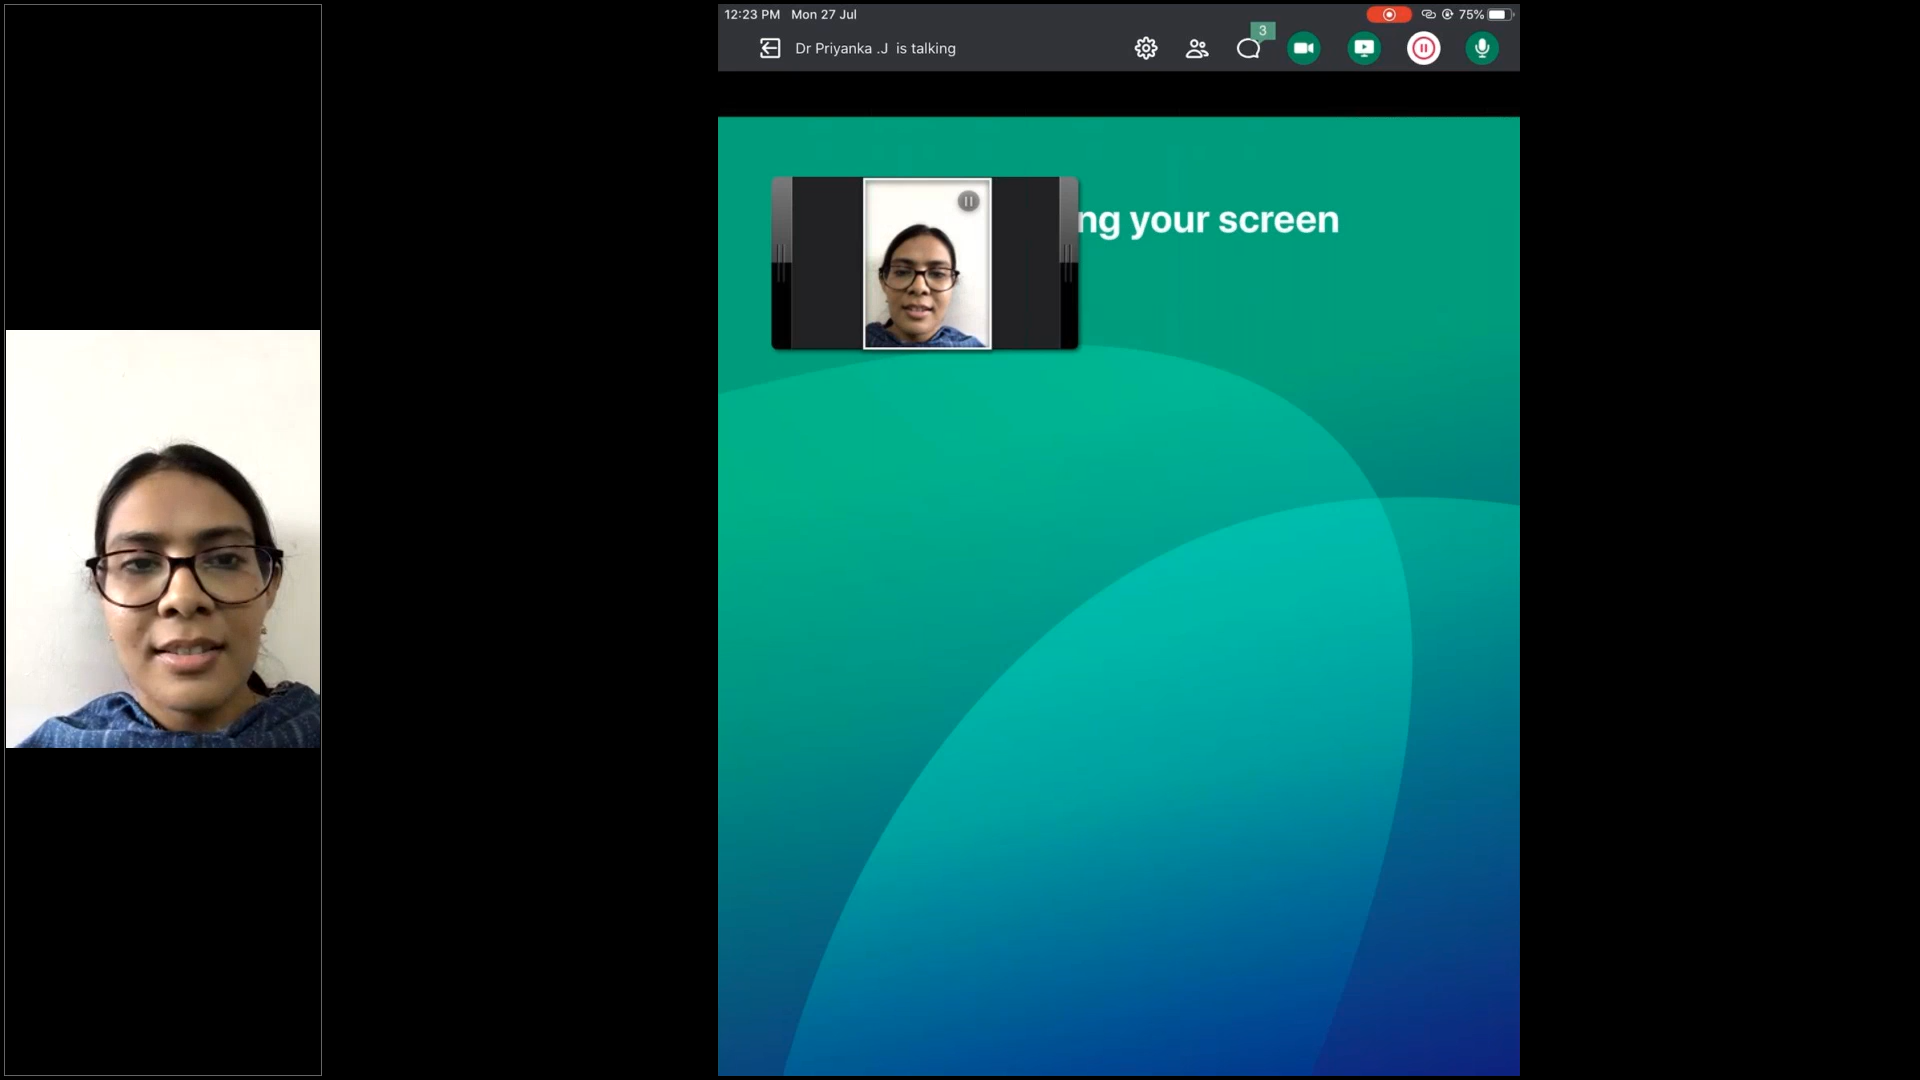 12:23 PM Mon 27 Jul
75%
3
Dr Priyanka .J is talking
ng your screen